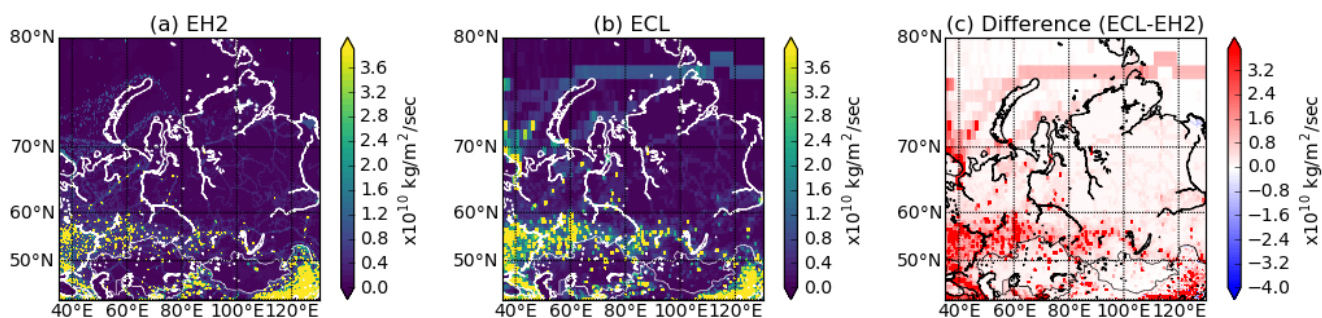 (a) EH2
80°N
70°N
60°N
50°N
40°E 60°E 80°E 100°E120°E
3.6
3.2
2.8
2.4
2.0
1.6
1.2
0.8
0.4
0.0
x10^10 kg/m^2/sec
(b) ECL
80°N
70°N
60°N
50°N
40°E 60°E 80°E 100°E120°E
3.6
3.2
2.8
2.4
2.0
1.6
1.2
0.8
0.4
0.0
x10^10 kg/m^2/sec
(c) Difference (ECL-EH2)
80°N
70°N
60°N
50°N
40°E 60°E 80°E 100°E120°E
3.2
2.4
1.6
0.8
0.0
−0.8
−1.6
−2.4
−3.2
−4.0
x10^10 kg/m^2/sec